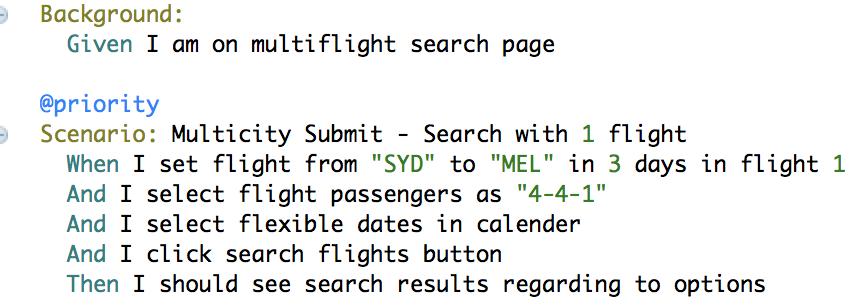 Background:
Given I am on multiflight search page
@priority
Scenario: Multicity Submit - Search with 1 flight
When I set flight from "SYD" to "MEL" in 3 days in flight 1
And I select flight passengers as "4-4-1"
And I select flexible dates in calender
And I click search flights button
Then I should see search results regarding to options